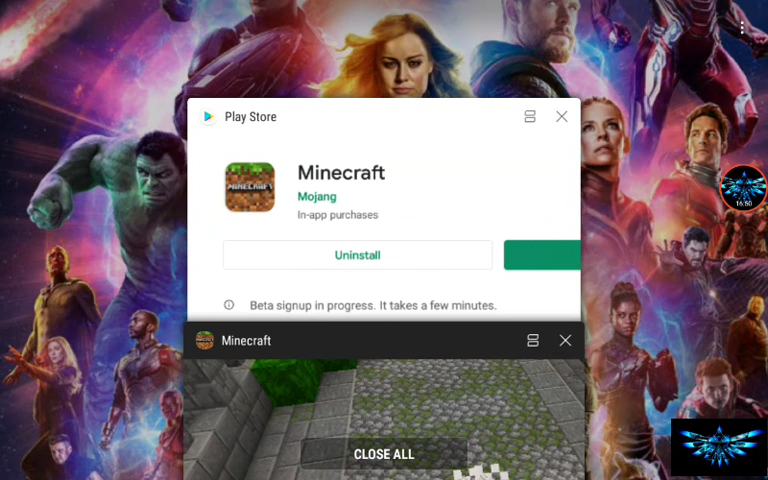 Play Store
MINECRAFT
Minecraft
Mojang
In-app purchases
Uninstall
Beta signup in progress. It takes a few minutes.
16:50
Minecraft
CLOSE ALL